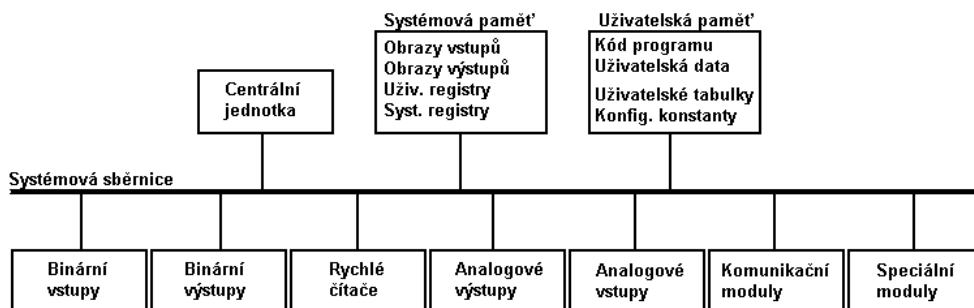 Systémová paměť
Obrazy vstupů
Obrazy výstupů
Uživ. registry
Syst. registry
Uživatelská paměť
Kód programu
Uživatelská data
Uživatelské tabulky
Konfig. konstanty
Centrální
jednotka
Systémová sběrnice
Binární
vstupy
Binární
výstupy
Rychlé
čítače
Analogové
výstupy
Analogové
vstupy
Komunikační
moduly
Speciální
moduly